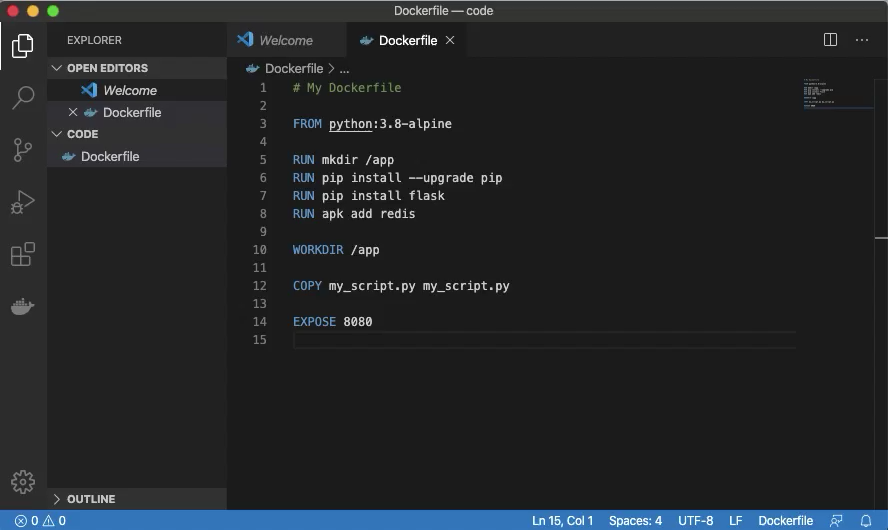 Dockerfile — code
EXPLORER
OPEN EDITORS
Welcome
Dockerfile
CODE
Dockerfile
OUTLINE
Welcome
Dockerfile
Dockerfile > ...
1 # My Dockerfile
2
3 FROM python:3.8-alpine
4
5 RUN mkdir /app
6 RUN pip install --upgrade pip
7 RUN pip install flask
8 RUN apk add redis
9
10 WORKDIR /app
11
12 COPY my_script.py my_script.py
13
14 EXPOSE 8080
15
0 0
Ln 15, Col 1 Spaces: 4 UTF-8 LF Dockerfile